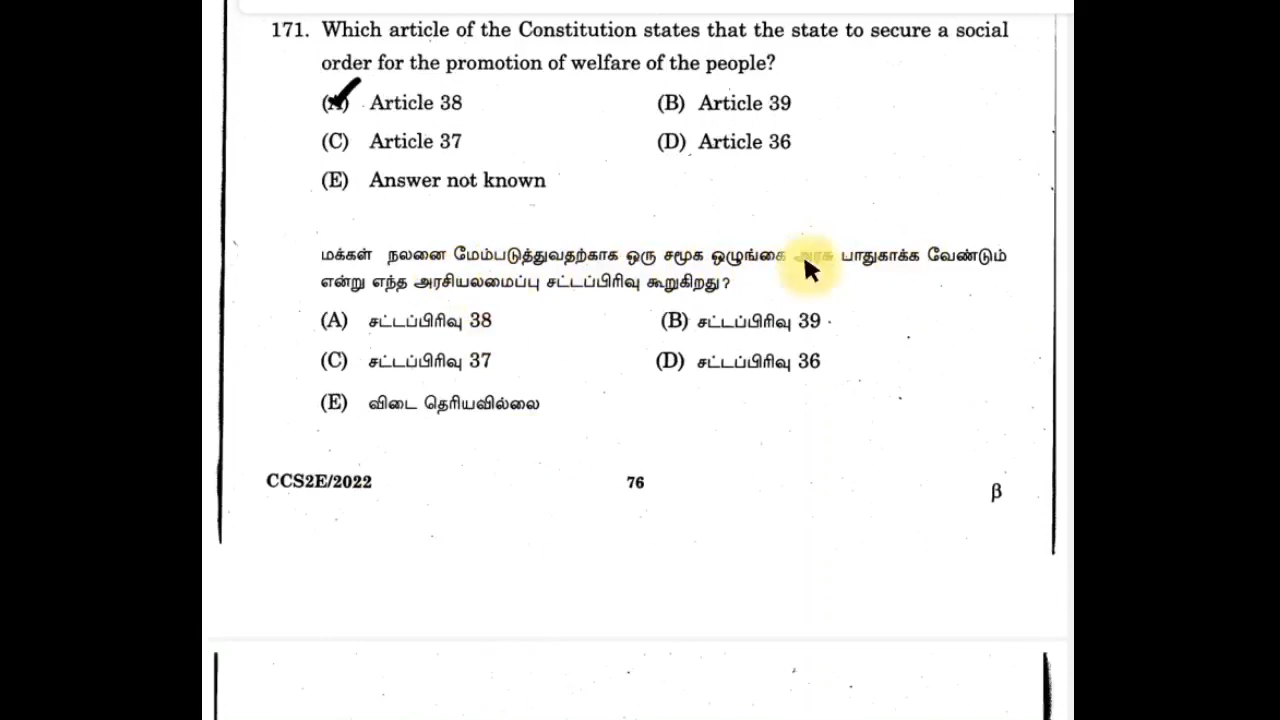 171. Which article of the Constitution states that the state to secure a social
order for the promotion of welfare of the people?
(A) Article 38 (B) Article 39
(C) Article 37 (D) Article 36
(E) Answer not known
மக்கள் நலனை மேம்படுத்துவதற்காக ஒரு சமூக ஒழுங்கை அரசு பாதுகாக்க வேண்டும்
என்று எந்த அரசியலமைப்பு சட்டப்பிரிவு கூறுகிறது?
(A) சட்டப்பிரிவு 38 (B) சட்டப்பிரிவு 39
(C) சட்டப்பிரிவு 37 (D) சட்டப்பிரிவு 36
(E) விடை தெரியவில்லை
CCS2E/2022 76 β